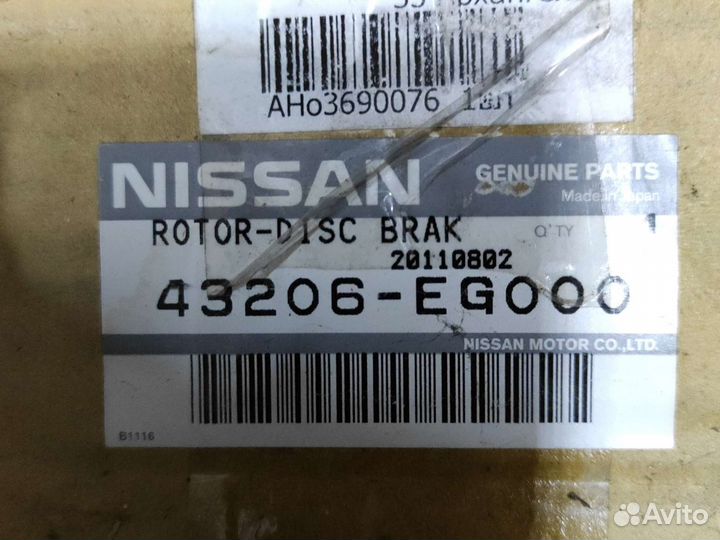 AHo3690076 1шт
NISSAN
GENUINE PARTS
Made in Japan
ROTOR-DISC BRAK
Q'TY 1
20110802
43206-EG000
NISSAN MOTOR CO.,LTD.
B1116
Avito